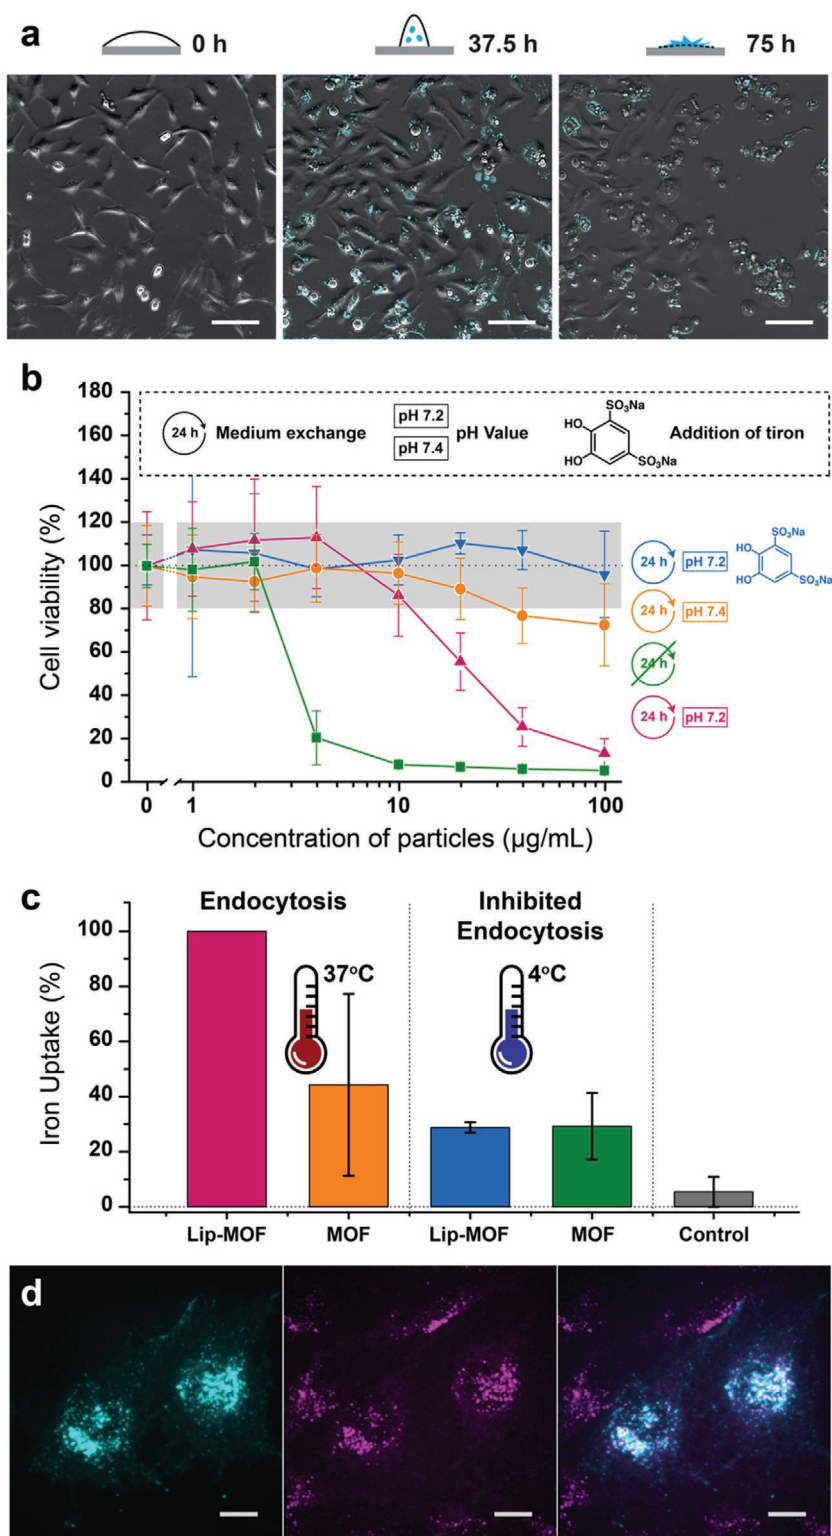 a
0 h
37.5 h
75 h
b
180
160
140
120
100
80
60
40
20
0
Cell viability (%)
24 h
Medium exchange
pH 7.2
pH 7.4
pH Value
SO₃Na
HO
HO
SO₃Na
Addition of tiron
24 h
pH 7.2
SO₃Na
HO
HO
SO₃Na
24 h
pH 7.4
24 h
24 h
pH 7.2
0 1 10 100
Concentration of particles (µg/mL)
c
Endocytosis
Inhibited
Endocytosis
37°C
4°C
100
80
60
40
20
0
Iron Uptake (%)
Lip-MOF MOF Lip-MOF MOF Control
d